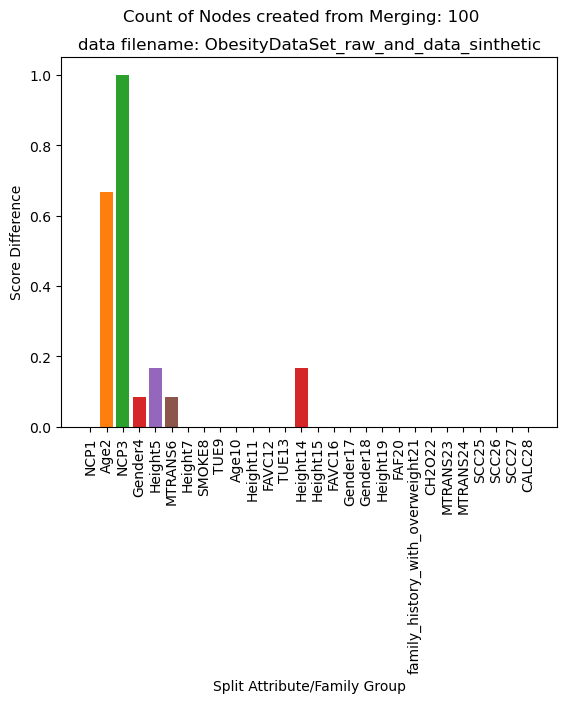 Count of Nodes created from Merging: 100
data filename: ObesityDataSet_raw_and_data_sinthetic
1.0
0.8
0.6
0.4
0.2
0.0
Score Difference
NCP1
Age2
NCP3
Gender4
Height5
MTRANS6
Height7
SMOKE8
TUE9
Age10
Height11
FAVC12
TUE13
Height14
Height15
FAVC16
Gender17
Gender18
Height19
FAF20
family_history_with_overweight21
CH2O22
MTRANS23
MTRANS24
SCC25
SCC26
SCC27
CALC28
Split Attribute/Family Group